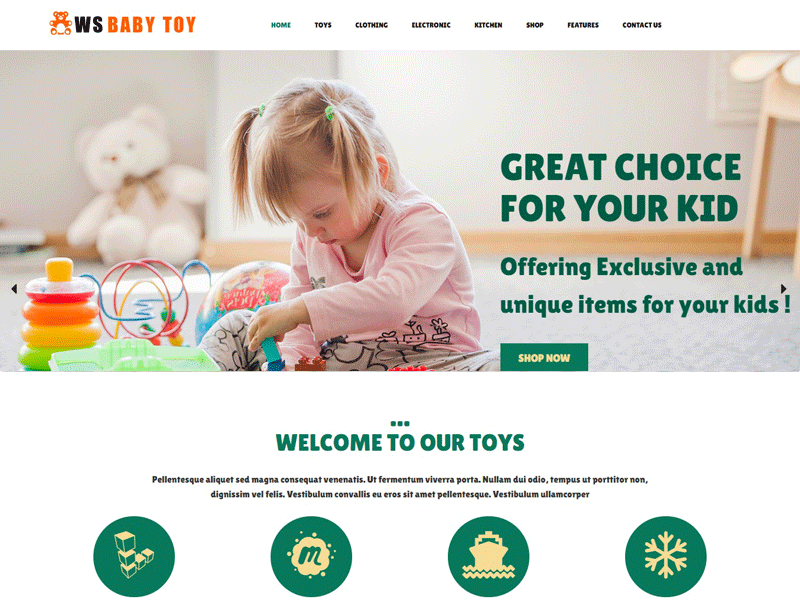 WS BABY TOY
HOME TOYS CLOTHING ELECTRONIC KITCHEN SHOP FEATURES CONTACT US
GREAT CHOICE
FOR YOUR KID
Offering Exclusive and
unique items for your kids !
SHOP NOW
WELCOME TO OUR TOYS
Pellentesque aliquet sed magna consequat venenatis. Ut fermentum viverra porta. Nullam dui odio, tempus ut porttitor non,
dignissim vel felis. Vestibulum convallis eu eros sit amet pellentesque. Vestibulum ullamcorper
m